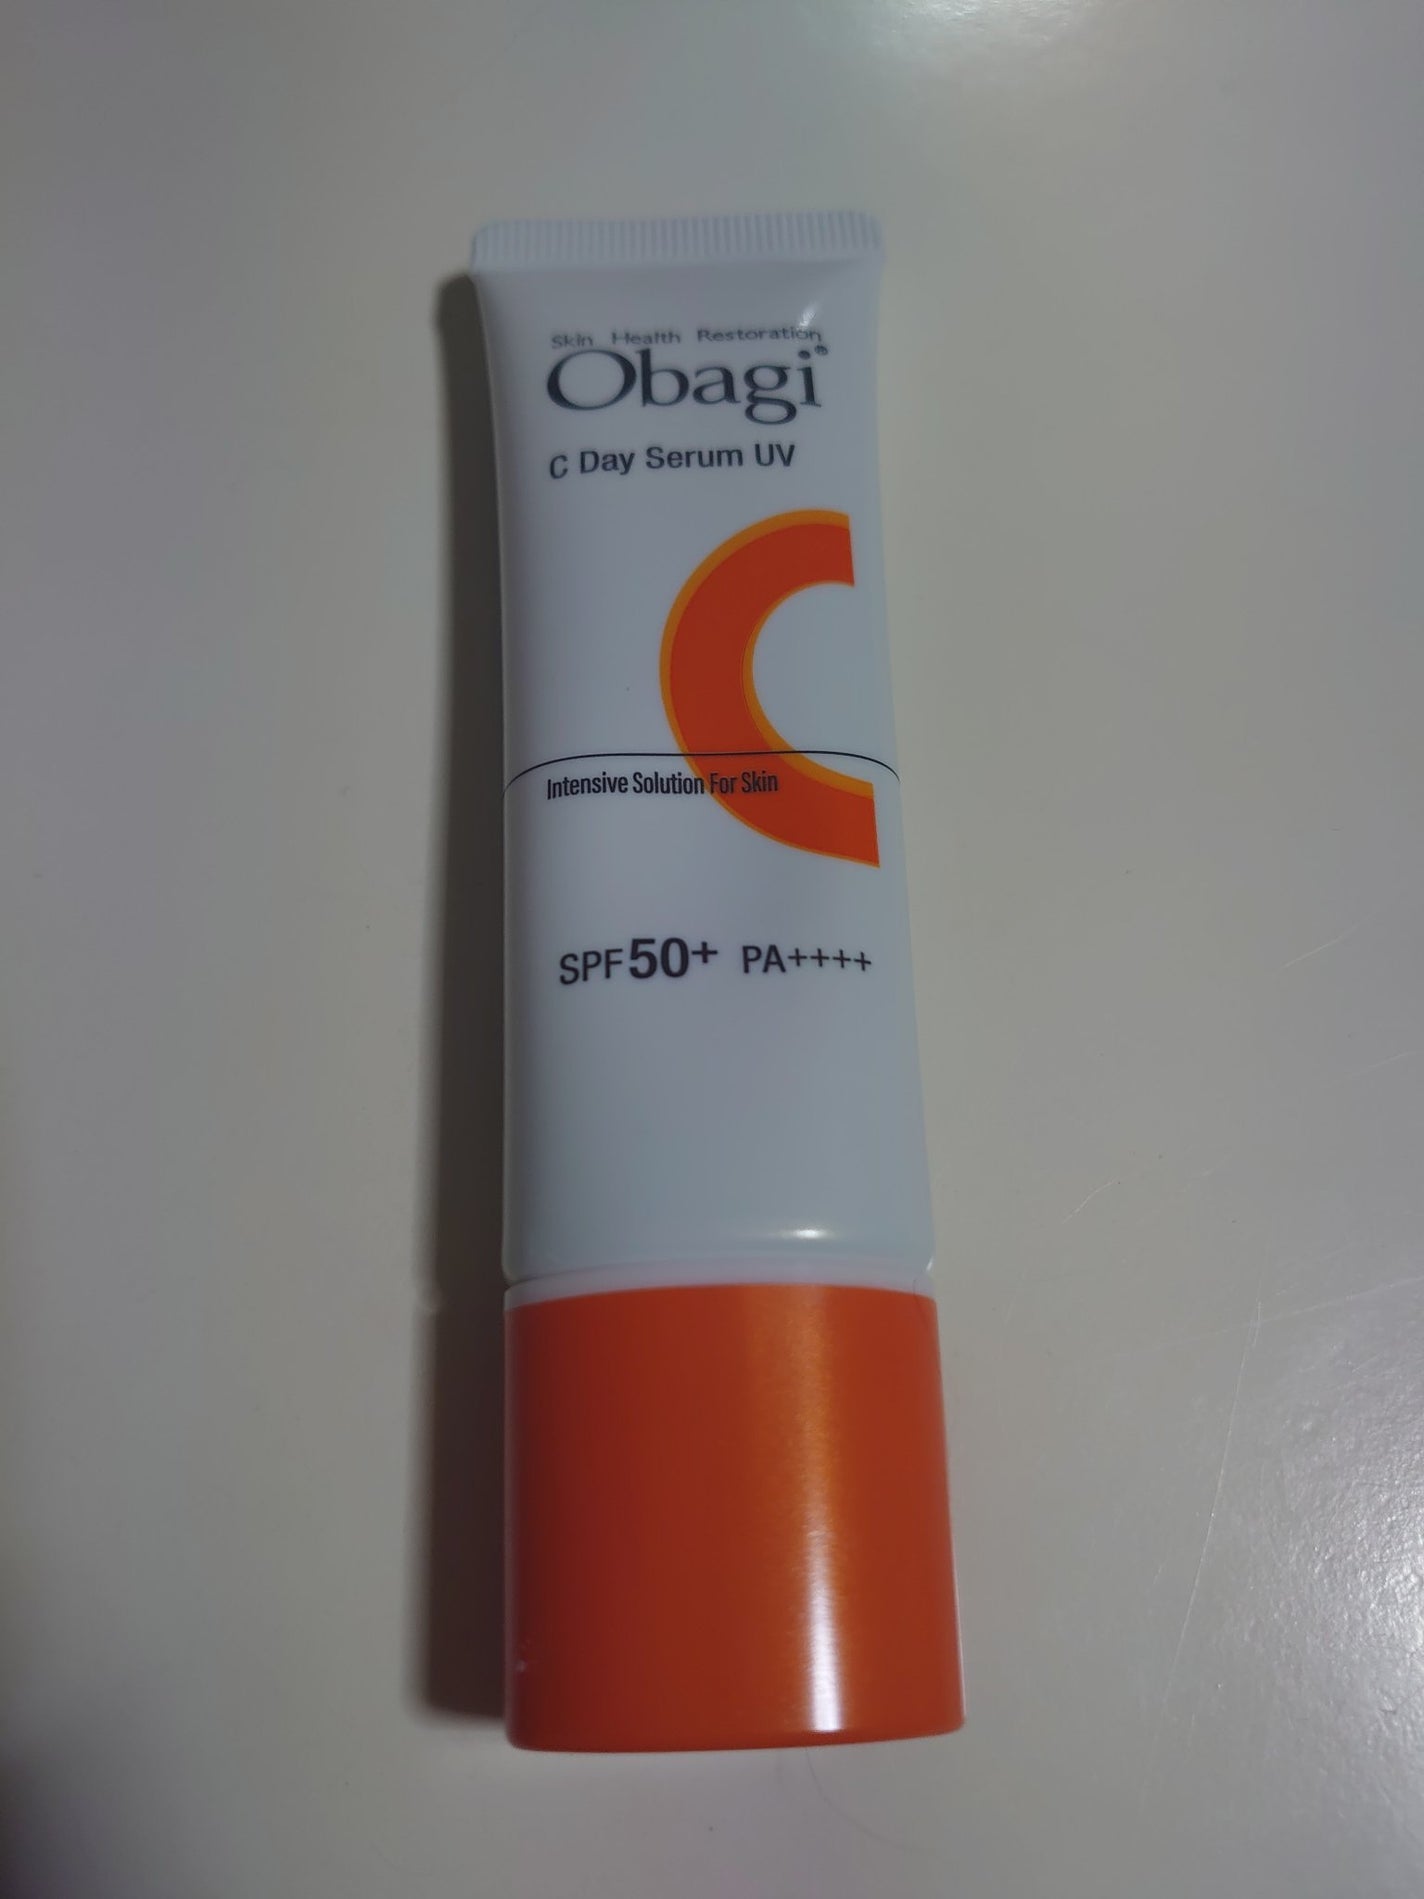 Skin Health Restoration
Obagi®
C Day Serum UV
Intensive Solution For Skin
SPF50+ PA++++